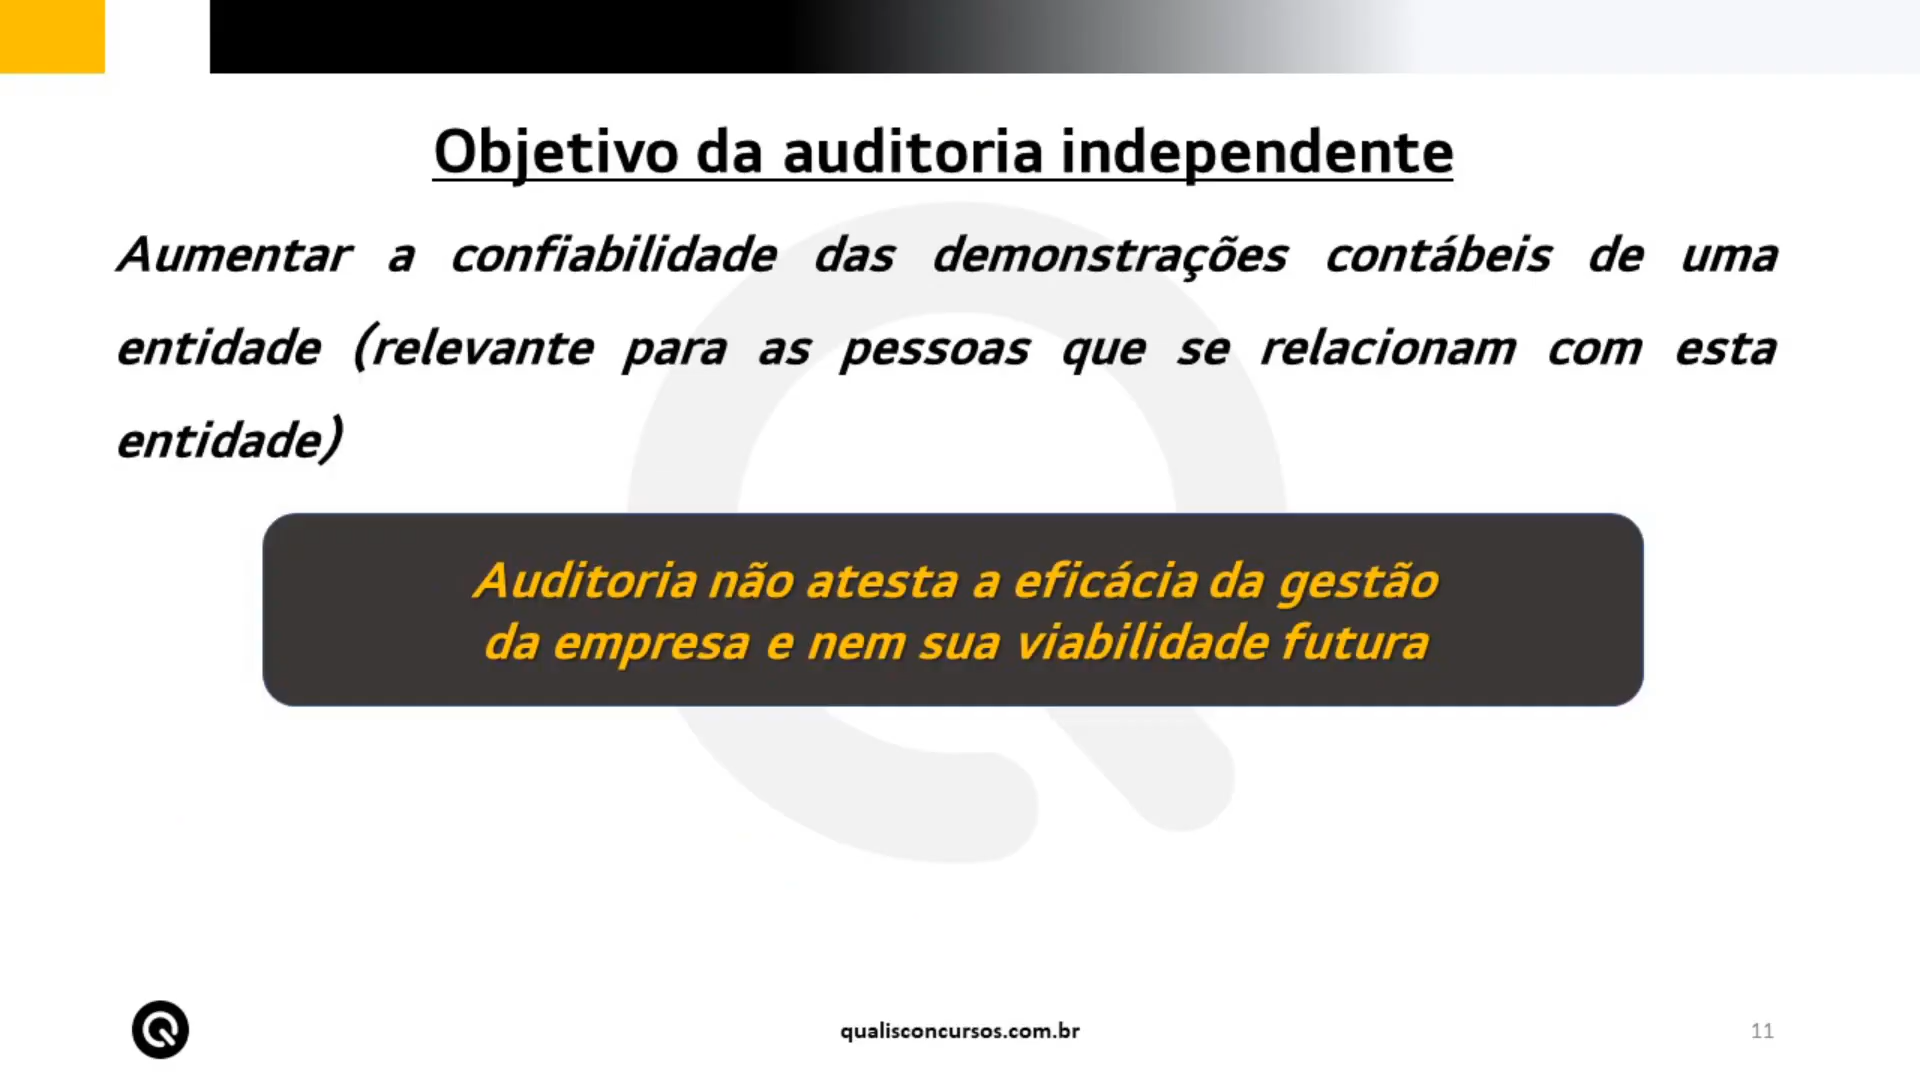 Objetivo da auditoria independente
Aumentar a confiabilidade das demonstrações contábeis de uma
entidade (relevante para as pessoas que se relacionam com esta
entidade)
Auditoria não atesta a eficácia da gestão
da empresa e nem sua viabilidade futura
qualisconcursos.com.br
11